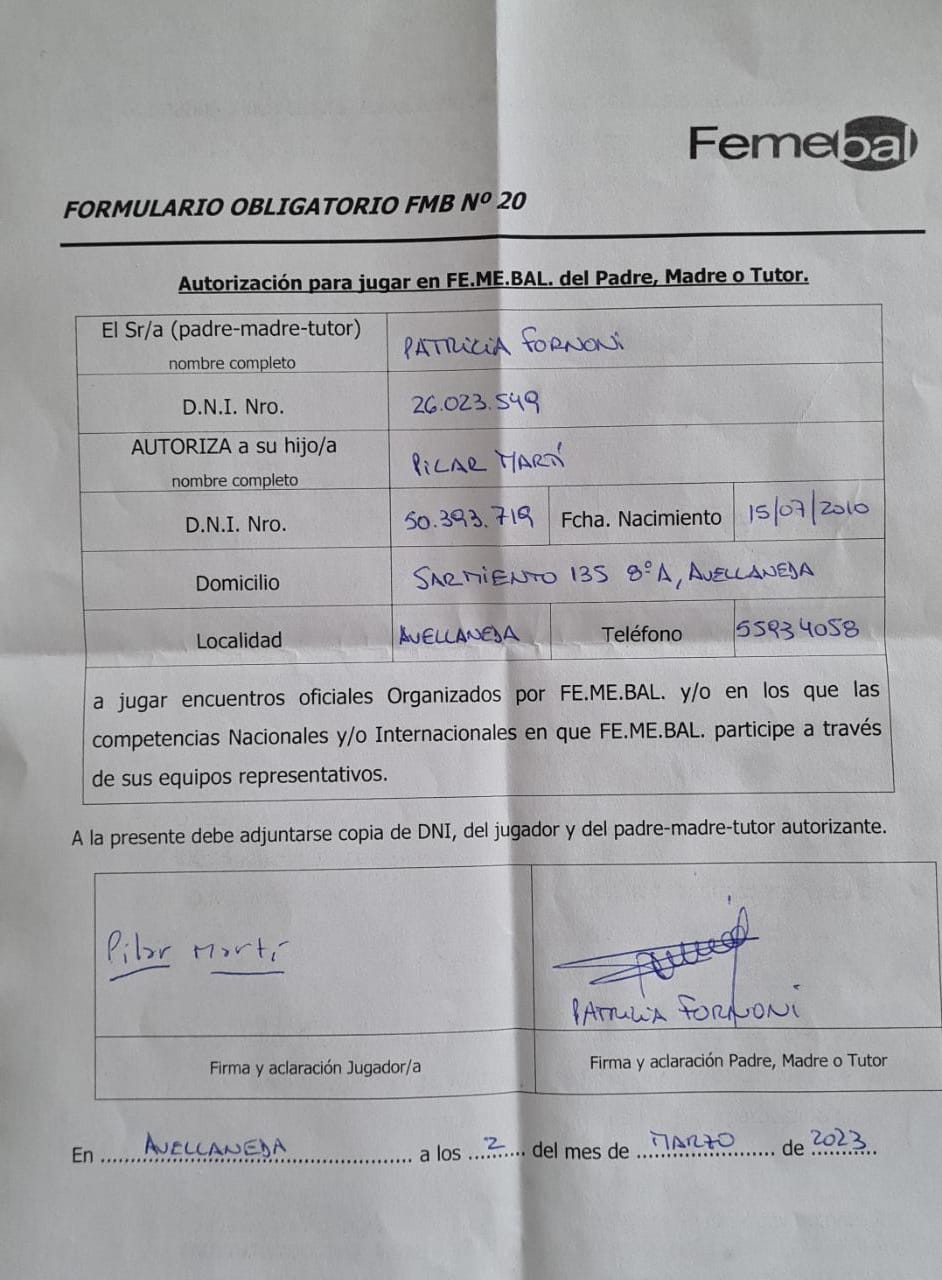 Femebal
FORMULARIO OBLIGATORIO FMB Nº 20
Autorización para jugar en FE.ME.BAL. del Padre, Madre o Tutor.
El Sr/a (padre-madre-tutor)
nombre completo
PATRICIA FORNONI
D.N.I. Nro.
26.023.549
AUTORIZA a su hijo/a
nombre completo
PILAR MARTÍ
D.N.I. Nro.
50.393.719
Fcha. Nacimiento
15/07/2010
Domicilio
SARMIENTO 135 8ºA, AVELLANEDA
Localidad
AVELLANEDA
Teléfono
55934058
a jugar encuentros oficiales Organizados por FE.ME.BAL. y/o en los que las
competencias Nacionales y/o Internacionales en que FE.ME.BAL. participe a través
de sus equipos representativos.
A la presente debe adjuntarse copia de DNI, del jugador y del padre-madre-tutor autorizante.
Pilar Martí
PATRICIA FORNONI
Firma y aclaración Jugador/a
Firma y aclaración Padre, Madre o Tutor
En AVELLANEDA a los 2 del mes de MARZO de 2023